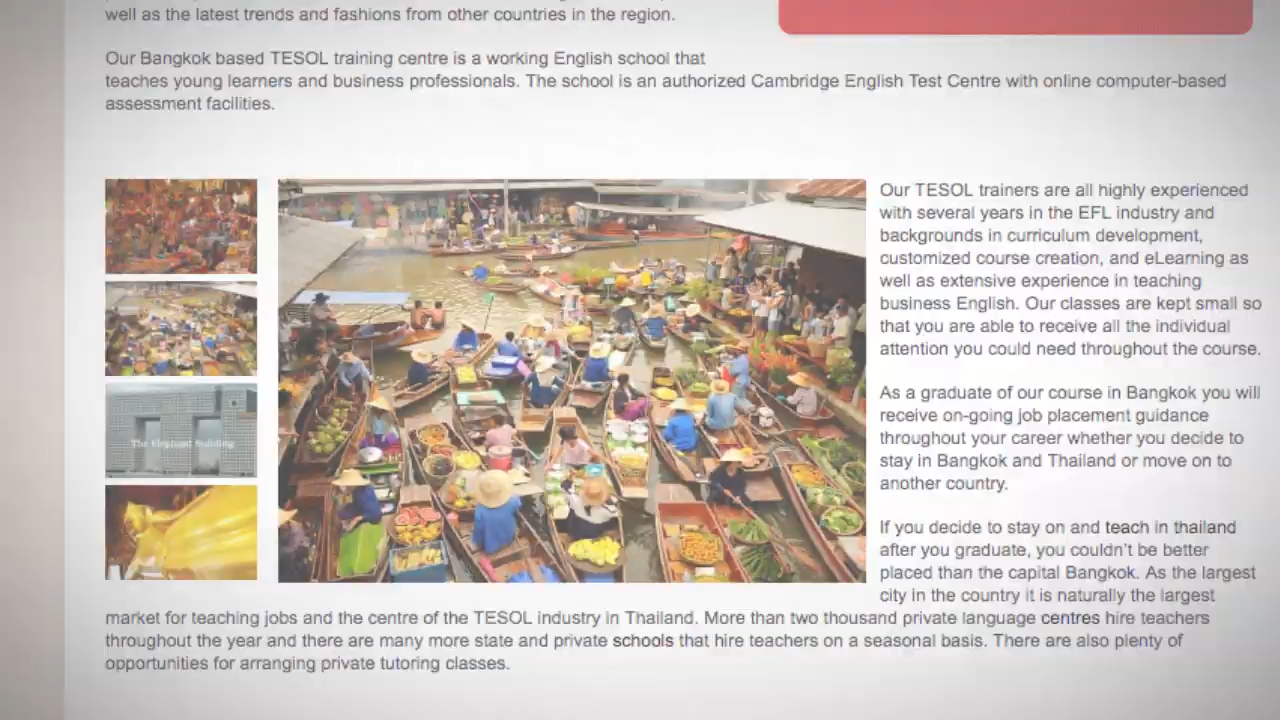 well as the latest trends and fashions from other countries in the region.
Our Bangkok based TESOL training centre is a working English school that
teaches young learners and business professionals. The school is an authorized Cambridge English Test Centre with online computer-based
assessment facilities.
The Elephant Building
Our TESOL trainers are all highly experienced
with several years in the EFL industry and
backgrounds in curriculum development,
customized course creation, and eLearning as
well as extensive experience in teaching
business English. Our classes are kept small so
that you are able to receive all the individual
attention you could need throughout the course.
As a graduate of our course in Bangkok you will
receive on-going job placement guidance
throughout your career whether you decide to
stay in Bangkok and Thailand or move on to
another country.
If you decide to stay on and teach in thailand
after you graduate, you couldn't be better
placed than the capital Bangkok. As the largest
city in the country it is naturally the largest
market for teaching jobs and the centre of the TESOL industry in Thailand. More than two thousand private language centres hire teachers
throughout the year and there are many more state and private schools that hire teachers on a seasonal basis. There are also plenty of
opportunities for arranging private tutoring classes.